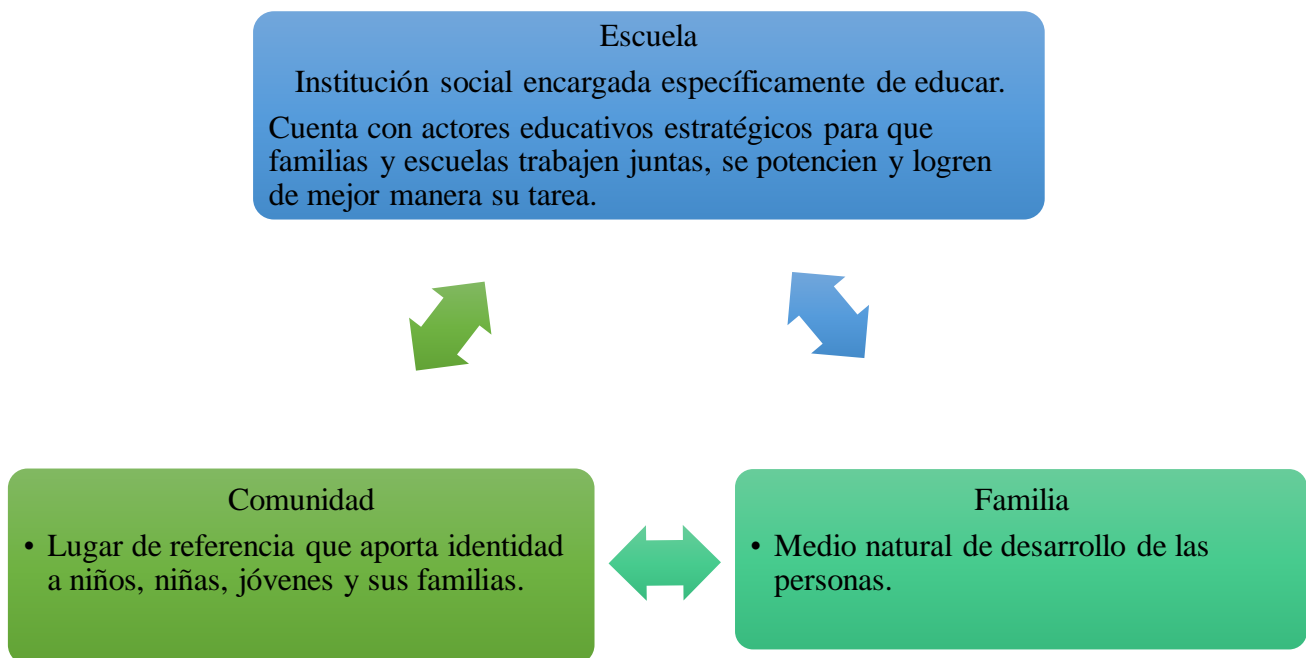 Escuela
Institución social encargada específicamente de educar.
Cuenta con actores educativos estratégicos para que
familias y escuelas trabajen juntas, se potencien y logren
de mejor manera su tarea.
Comunidad
• Lugar de referencia que aporta identidad
a niños, niñas, jóvenes y sus familias.
Familia
• Medio natural de desarrollo de las
personas.